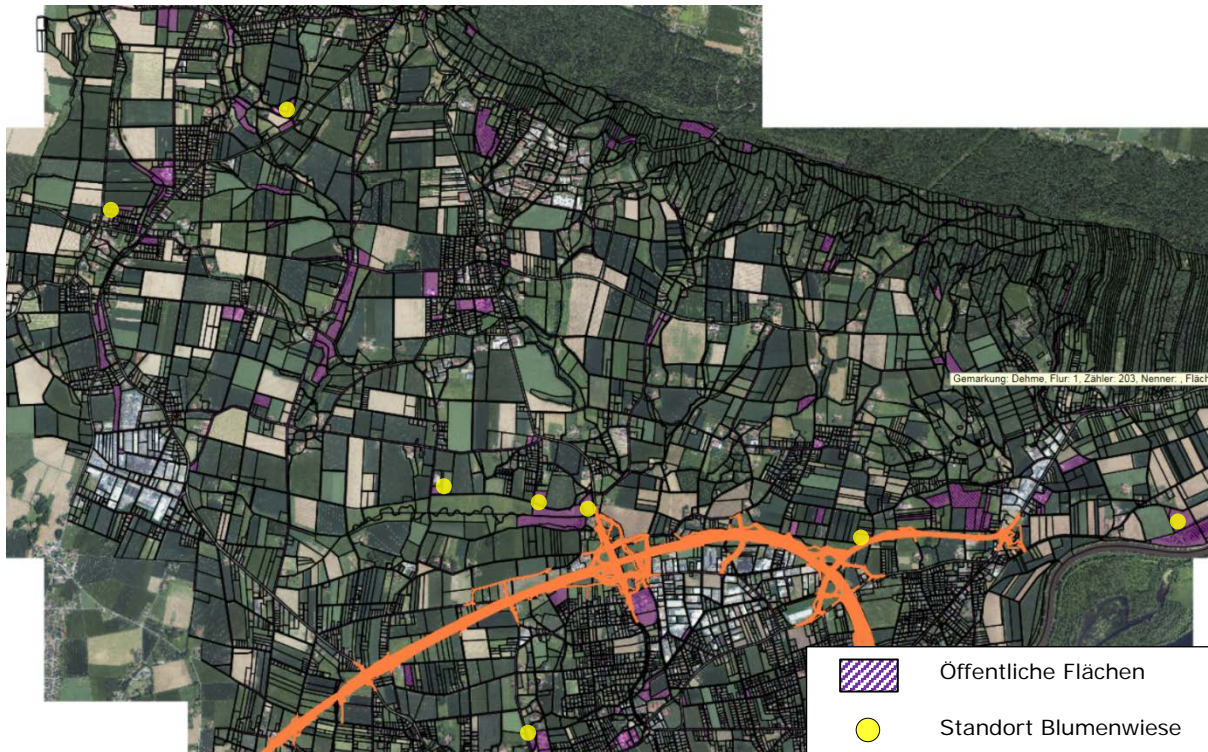 Gemarkung: Dehme, Flur: 1, Zähler: 203, Nenner: , Fläch
Öffentliche Flächen
Standort Blumenwiese